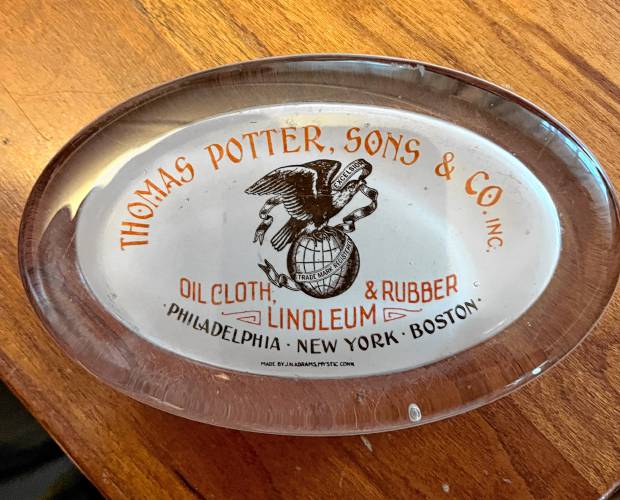 THOMAS POTTER, SONS & CO. INC.
EXCELSIOR
TRADE MARK REGISTERED
OIL CLOTH, & RUBBER
LINOLEUM
· PHILADELPHIA · NEW YORK · BOSTON ·
MADE BY J.N. ABRAMS, MYSTIC CONN.